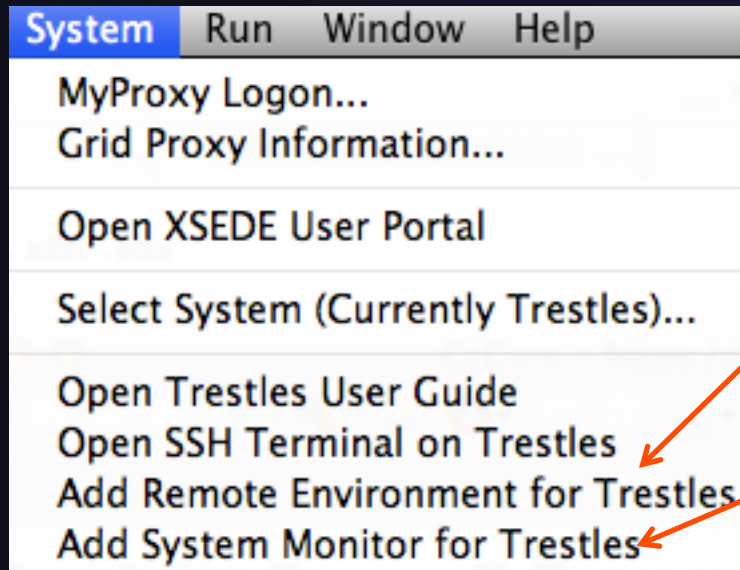 System Run Window Help
MyProxy Logon...
Grid Proxy Information...
Open XSEDE User Portal
Select System (Currently Trestles)...
Open Trestles User Guide
Open SSH Terminal on Trestles
Add Remote Environment for Trestles
Add System Monitor for Trestles